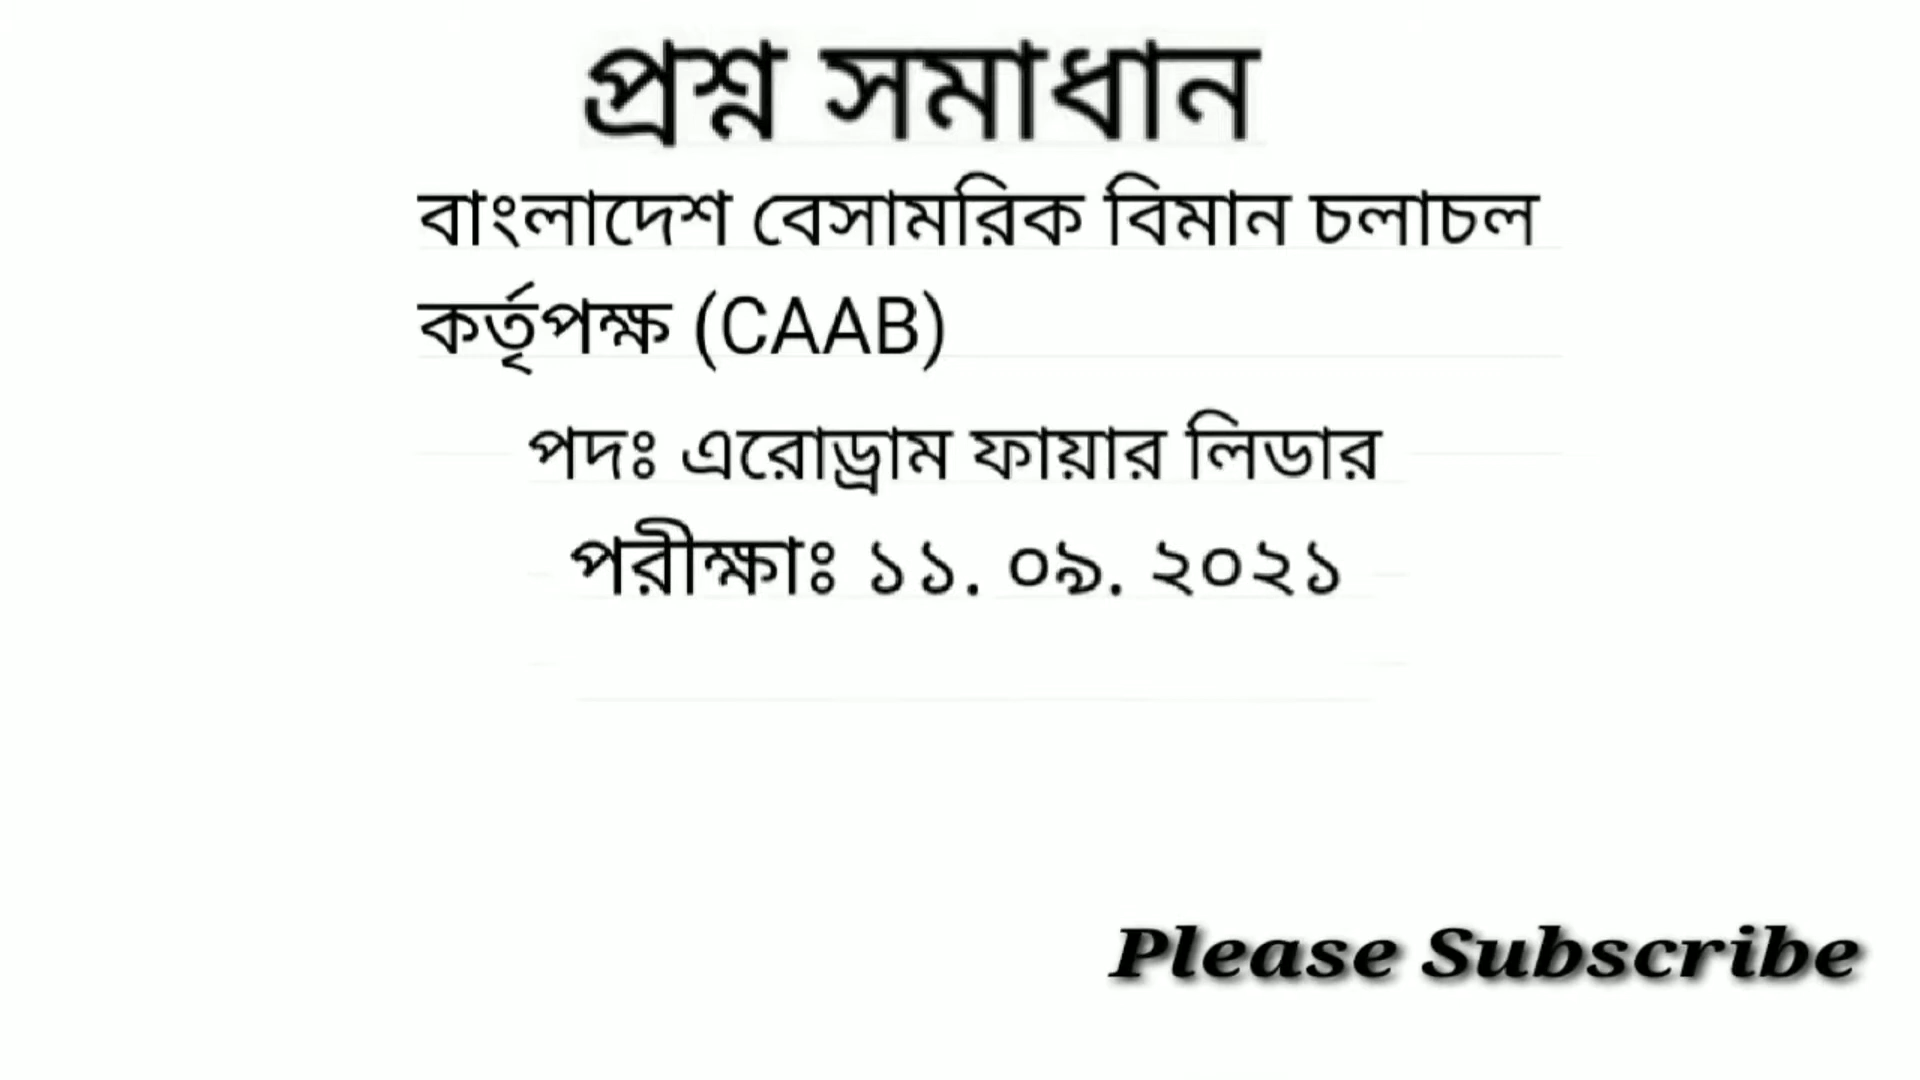 প্রশ্ন সমাধান
বাংলাদেশ বেসামরিক বিমান চলাচল
কর্তৃপক্ষ (CAAB)
পদঃ এরোড্রাম ফায়ার লিডার
পরীক্ষাঃ ১১. ০৯. ২০২১
Please Subscribe